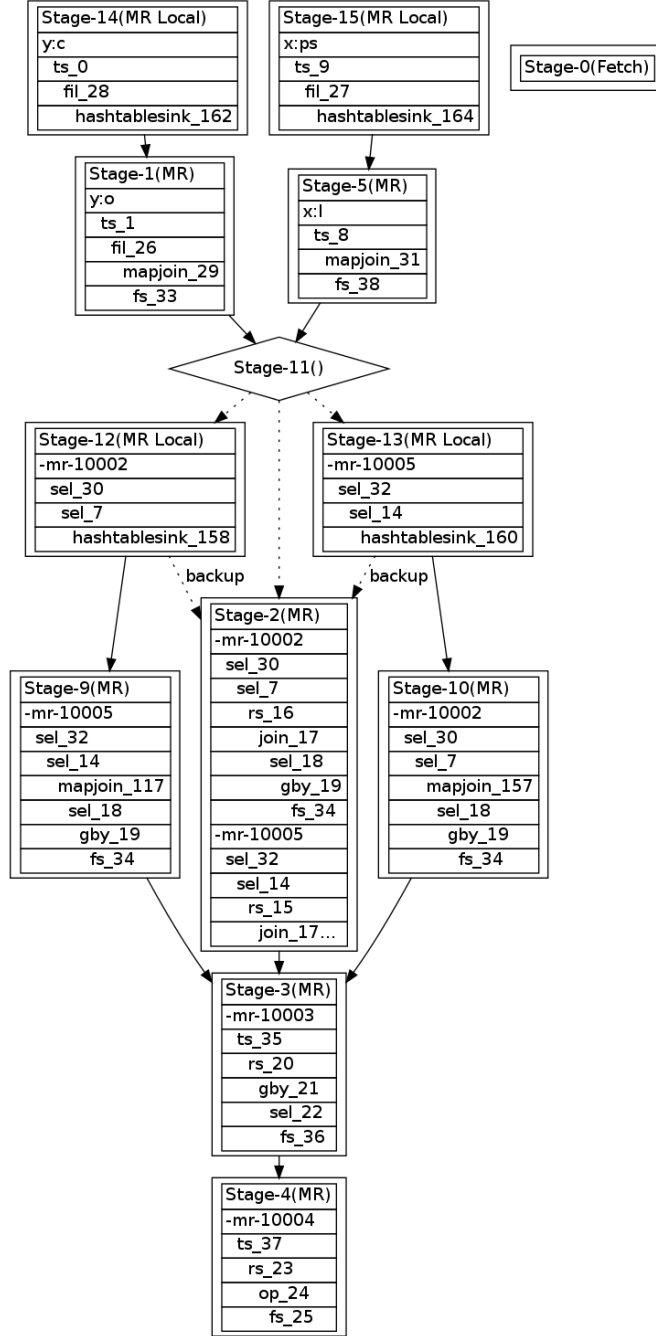 Stage-14(MR Local)
y:c
ts_0
fil_28
hashtablesink_162
Stage-15(MR Local)
x:ps
ts_9
fil_27
hashtablesink_164
Stage-0(Fetch)
Stage-1(MR)
y:o
ts_1
fil_26
mapjoin_29
fs_33
Stage-5(MR)
x:l
ts_8
mapjoin_31
fs_38
Stage-11()
Stage-12(MR Local)
-mr-10002
sel_30
sel_7
hashtablesink_158
Stage-13(MR Local)
-mr-10005
sel_32
sel_14
hashtablesink_160
backup
backup
Stage-9(MR)
-mr-10005
sel_32
sel_14
mapjoin_117
sel_18
gby_19
fs_34
Stage-2(MR)
-mr-10002
sel_30
sel_7
rs_16
join_17
sel_18
gby_19
fs_34
-mr-10005
sel_32
sel_14
rs_15
join_17...
Stage-10(MR)
-mr-10002
sel_30
sel_7
mapjoin_157
sel_18
gby_19
fs_34
Stage-3(MR)
-mr-10003
ts_35
rs_20
gby_21
sel_22
fs_36
Stage-4(MR)
-mr-10004
ts_37
rs_23
op_24
fs_25